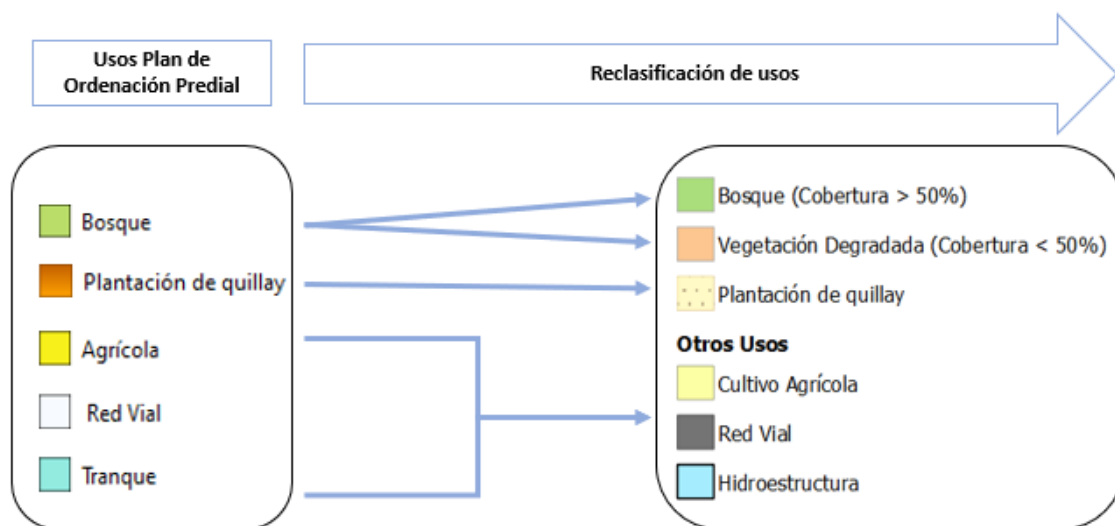 Usos Plan de
Ordenación Predial
Reclasificación de usos
Bosque
Plantación de quillay
Agrícola
Red Vial
Tranque
Bosque (Cobertura > 50%)
Vegetación Degradada (Cobertura < 50%)
Plantación de quillay
Otros Usos
Cultivo Agrícola
Red Vial
Hidroestructura